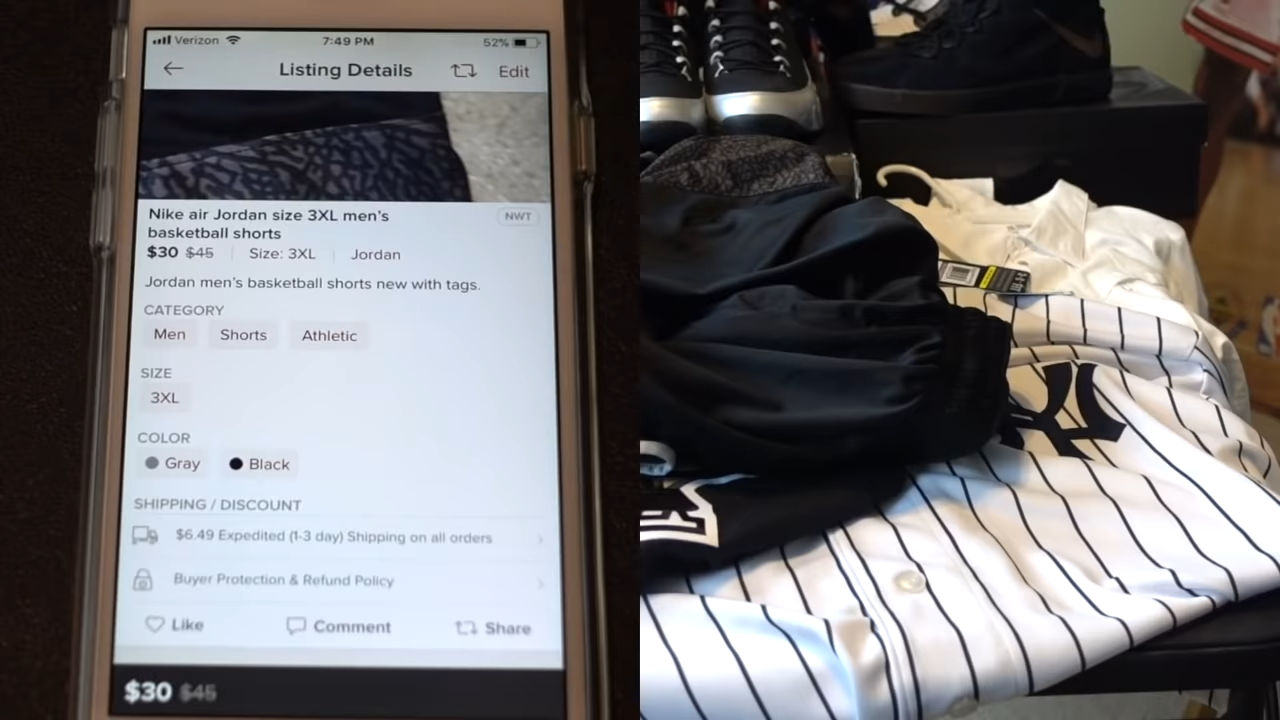 Verizon 7:49 PM 52%
Listing Details Edit
Nike air Jordan size 3XL men's NWT
basketball shorts
$30 $45 Size: 3XL Jordan
Jordan men's basketball shorts new with tags.
CATEGORY
Men Shorts Athletic
SIZE
3XL
COLOR
Gray Black
SHIPPING / DISCOUNT
$6.49 Expedited (1-3 day) Shipping on all orders
Buyer Protection & Refund Policy
Like Comment Share
$30 $45